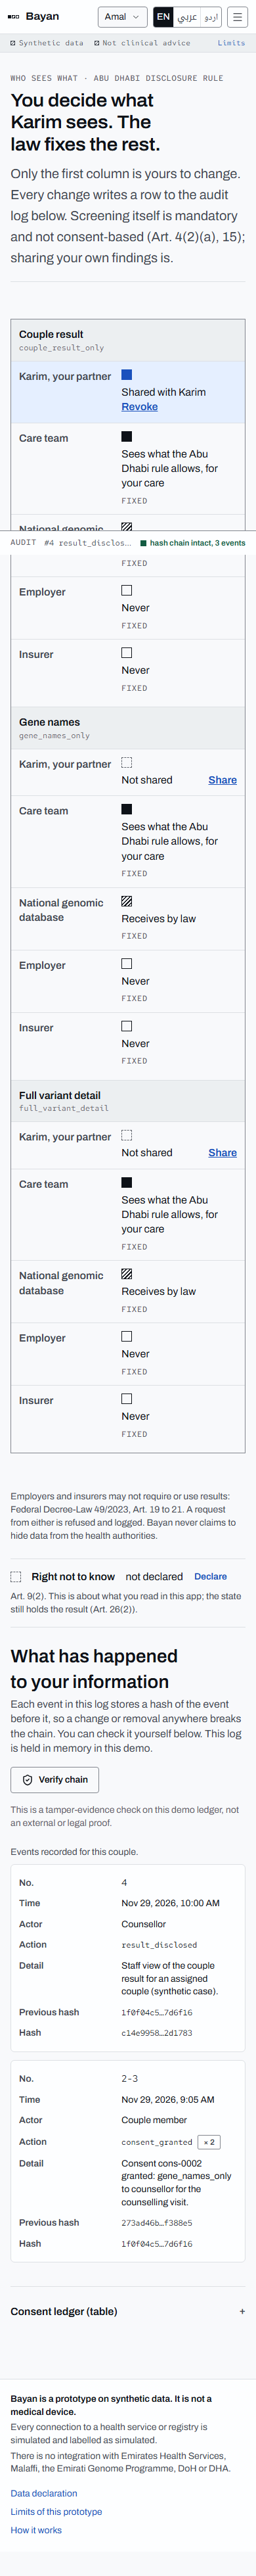 Bayan
Amal
EN عربي اردو
Synthetic data Not clinical advice Limits
WHO SEES WHAT · ABU DHABI DISCLOSURE RULE
You decide what
Karim sees. The
law fixes the rest.
Only the first column is yours to change.
Every change writes a row to the audit
log below. Screening itself is mandatory
and not consent-based (Art. 4(2)(a), 15);
sharing your own findings is.
Couple result
couple_result_only
Karim, your partner
Shared with Karim
Revoke
Care team
Sees what the Abu
Dhabi rule allows, for
your care
FIXED
National genomic
AUDIT #4 result_disclos… hash chain intact, 3 events
FIXED
Employer
Never
FIXED
Insurer
Never
FIXED
Gene names
gene_names_only
Karim, your partner
Not shared Share
Care team
Sees what the Abu
Dhabi rule allows, for
your care
FIXED
National genomic
database
Receives by law
FIXED
Employer
Never
FIXED
Insurer
Never
FIXED
Full variant detail
full_variant_detail
Karim, your partner
Not shared Share
Care team
Sees what the Abu
Dhabi rule allows, for
your care
FIXED
National genomic
database
Receives by law
FIXED
Employer
Never
FIXED
Insurer
Never
FIXED
Employers and insurers may not require or use results:
Federal Decree-Law 49/2023, Art. 19 to 21. A request
from either is refused and logged. Bayan never claims to
hide data from the health authorities.
Right not to know not declared Declare
Art. 9(2). This is about what you read in this app; the state
still holds the result (Art. 26(2)).
What has happened
to your information
Each event in this log stores a hash of the event
before it, so a change or removal anywhere breaks
the chain. You can check it yourself below. This log
is held in memory in this demo.
Verify chain
This is a tamper-evidence check on this demo ledger, not
an external or legal proof.
Events recorded for this couple.
No. 4
Time Nov 29, 2026, 10:00 AM
Actor Counsellor
Action result_disclosed
Detail Staff view of the couple
result for an assigned
couple (synthetic case).
Previous hash 1f0f04c5…7d6f16
Hash c14e9958…2d1783
No. 2-3
Time Nov 29, 2026, 9:05 AM
Actor Couple member
Action consent_granted × 2
Detail Consent cons-0002
granted: gene_names_only
to counsellor for the
counselling visit.
Previous hash 273ad46b…f388e5
Hash 1f0f04c5…7d6f16
Consent ledger (table) +
Bayan is a prototype on synthetic data. It is not a
medical device.
Every connection to a health service or registry is
simulated and labelled as simulated.
There is no integration with Emirates Health Services,
Malaffi, the Emirati Genome Programme, DoH or DHA.
Data declaration
Limits of this prototype
How it works